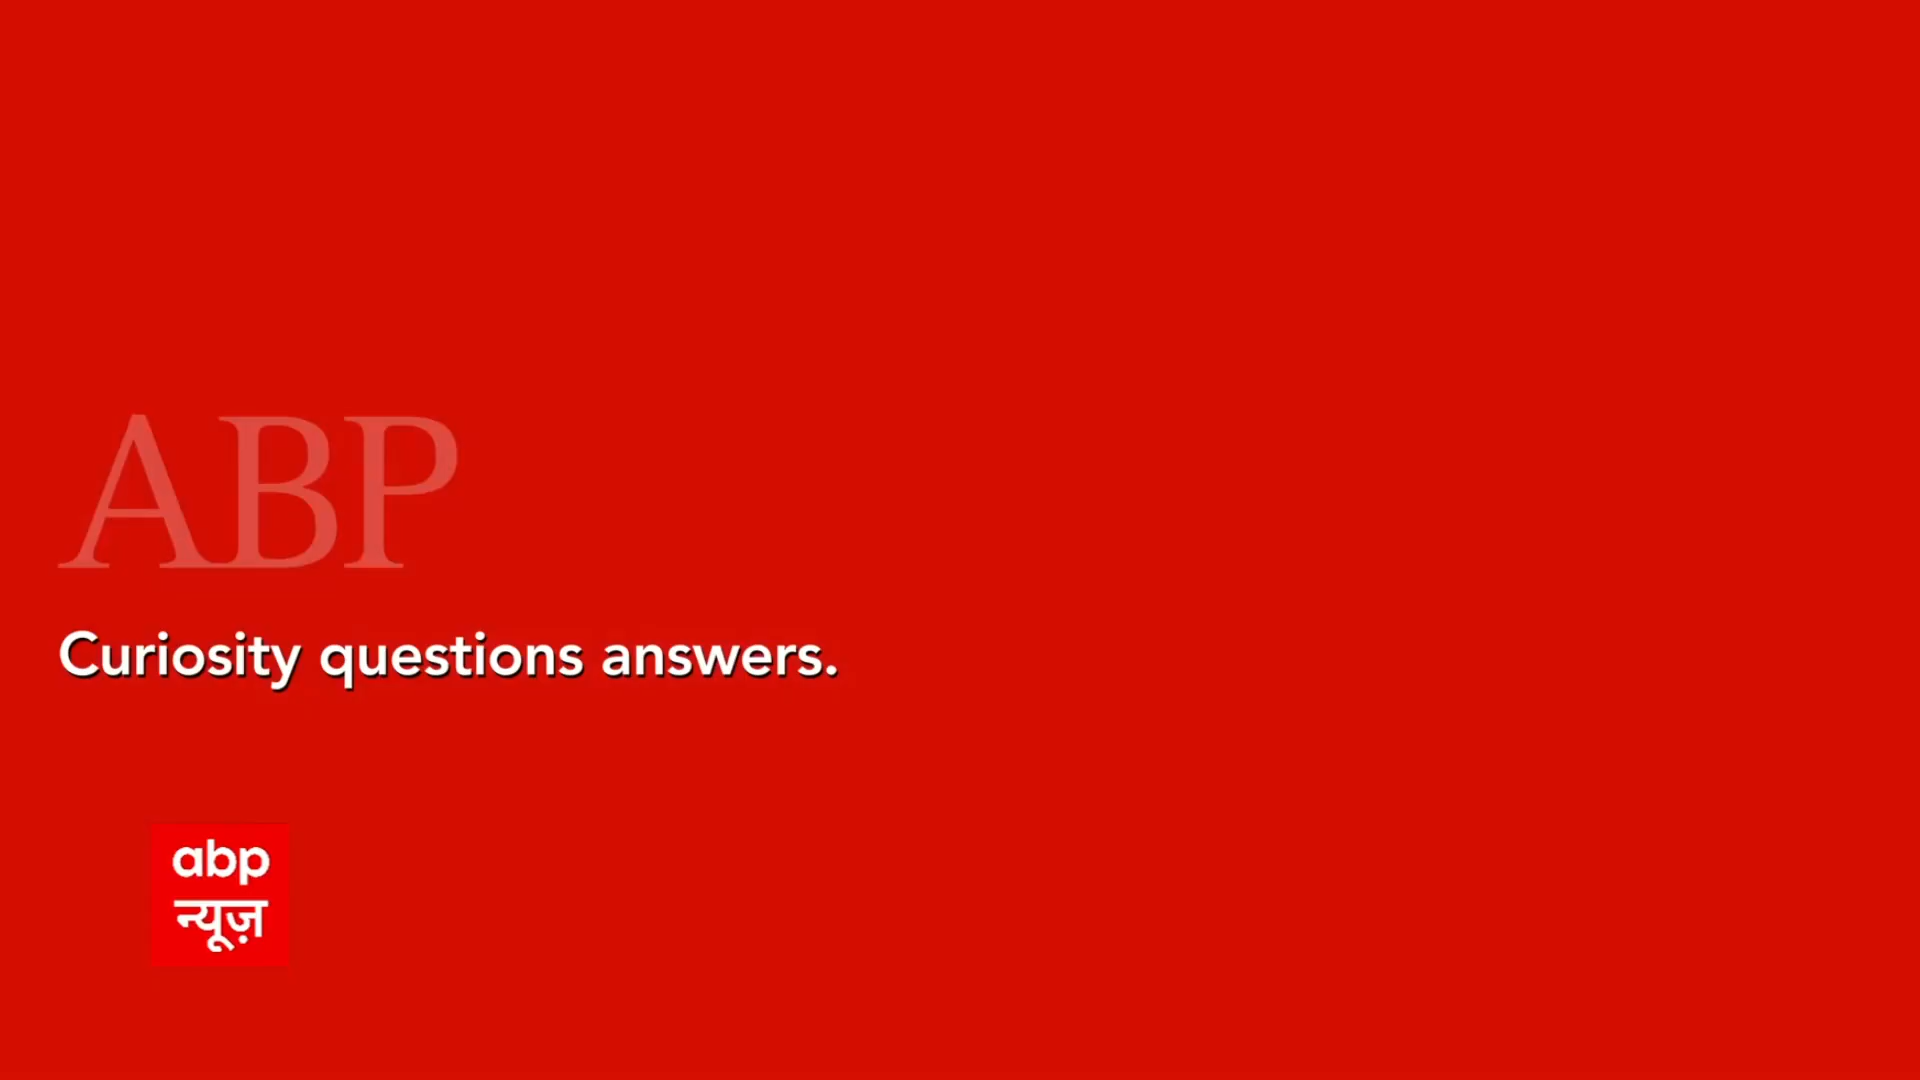 ABP
Curiosity questions answers.
abp
न्यूज़